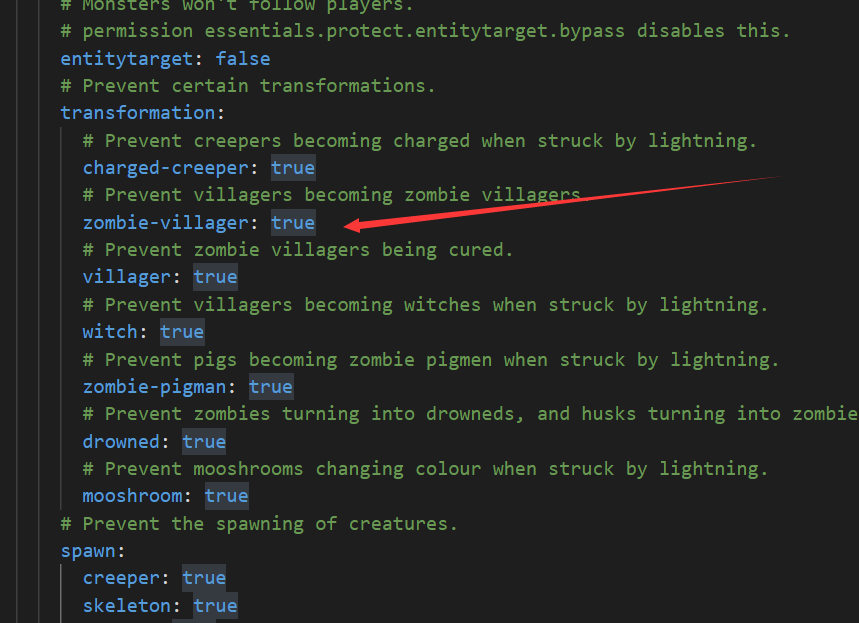 # Monsters won't follow players.
# permission essentials.protect.entitytarget.bypass disables this.
entitytarget: false
# Prevent certain transformations.
transformation:
# Prevent creepers becoming charged when struck by lightning.
charged-creeper: true
# Prevent villagers becoming zombie villagers.
zombie-villager: true
# Prevent zombie villagers being cured.
villager: true
# Prevent villagers becoming witches when struck by lightning.
witch: true
# Prevent pigs becoming zombie pigmen when struck by lightning.
zombie-pigman: true
# Prevent zombies turning into drowneds, and husks turning into zombie
drowned: true
# Prevent mooshrooms changing colour when struck by lightning.
mooshroom: true
# Prevent the spawning of creatures.
spawn:
creeper: true
skeleton: true